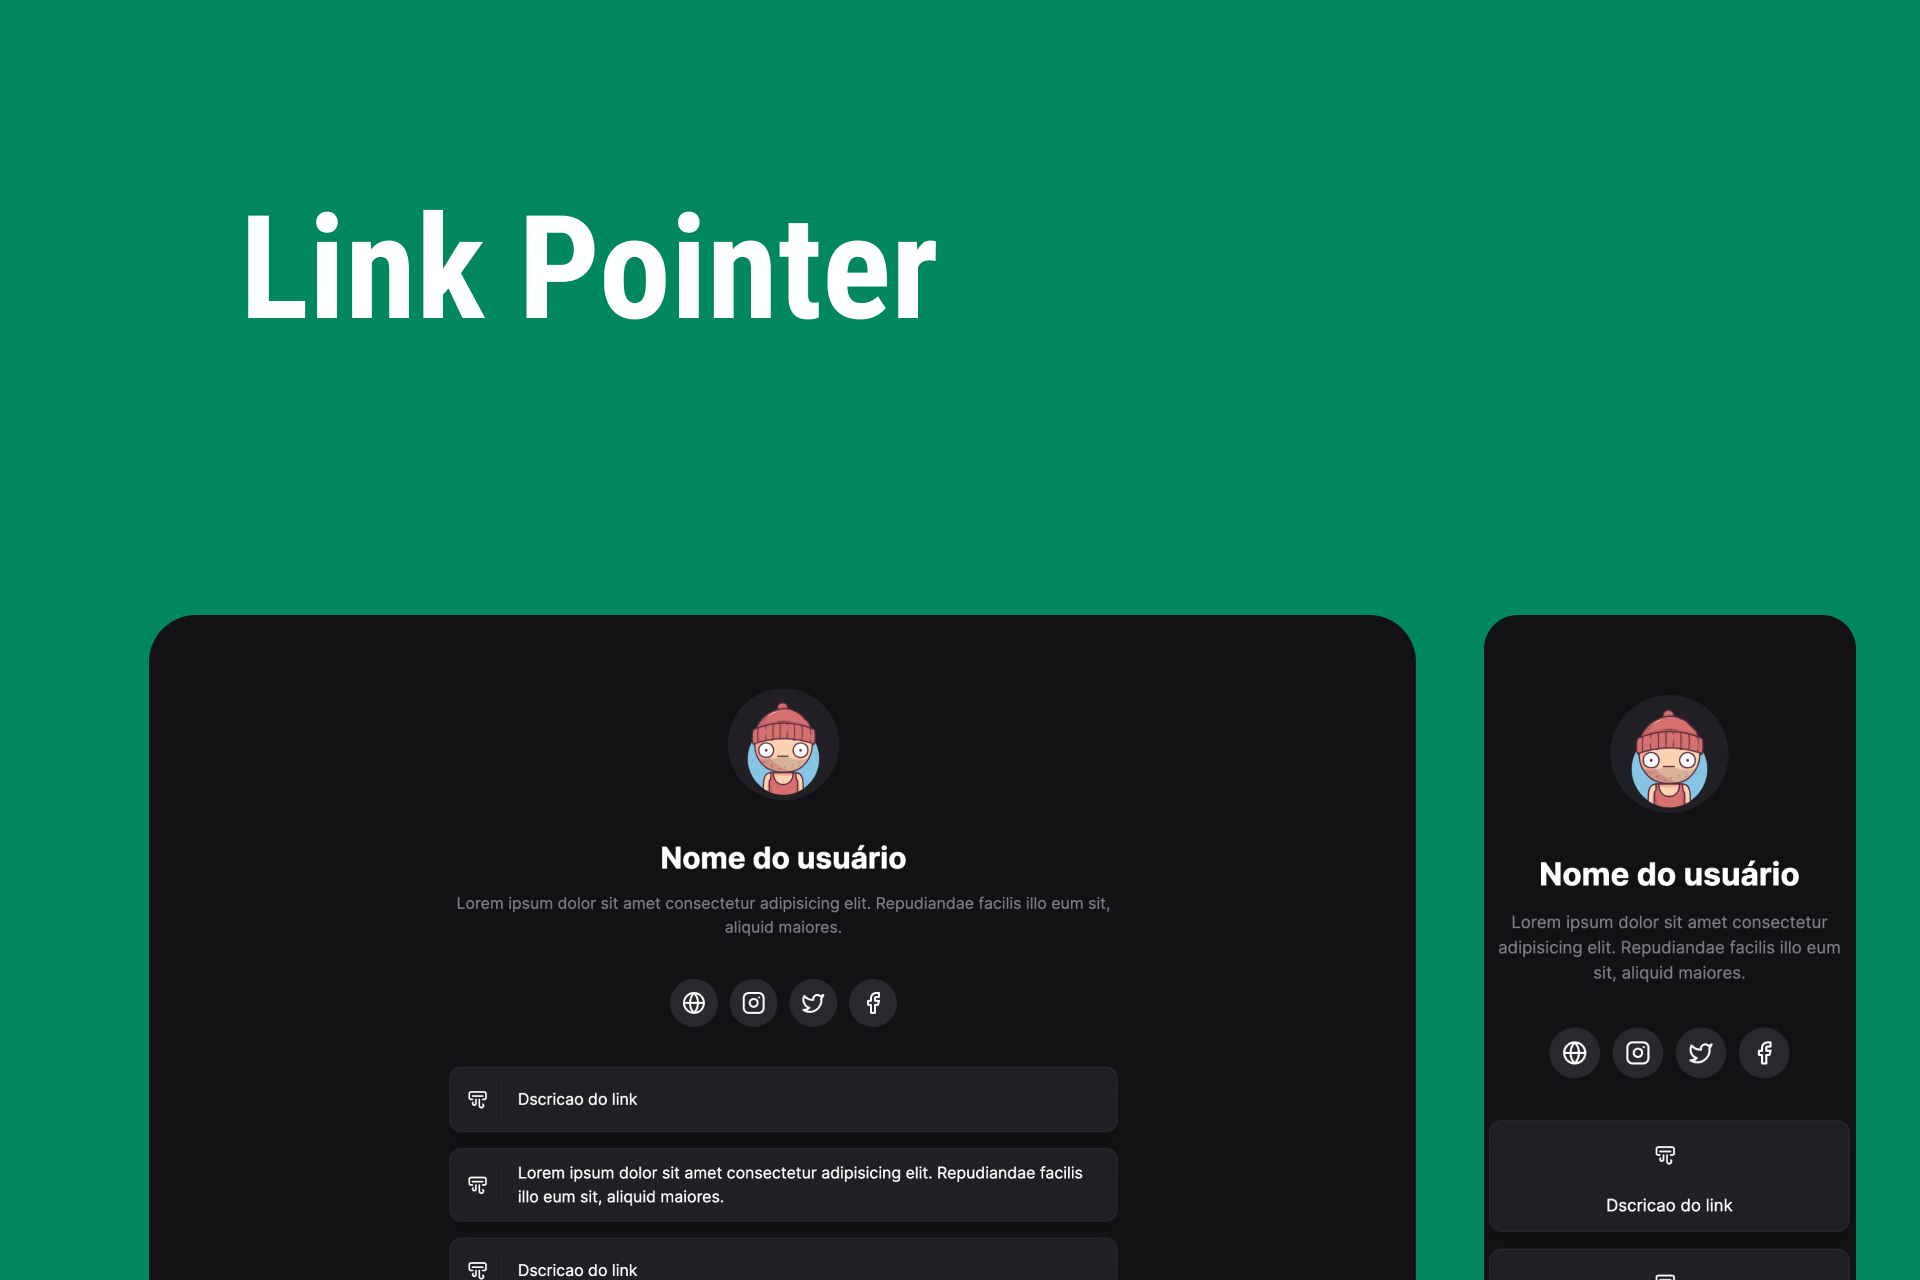 Link Pointer
Nome do usuário
Lorem ipsum dolor sit amet consectetur adipisicing elit. Repudiandae facilis illo eum sit,
aliquid maiores.
Dscricao do link
Lorem ipsum dolor sit amet consectetur adipisicing elit. Repudiandae facilis
illo eum sit, aliquid maiores.
Dscricao do link
Nome do usuário
Lorem ipsum dolor sit amet consectetur
adipisicing elit. Repudiandae facilis illo eum
sit, aliquid maiores.
Dscricao do link